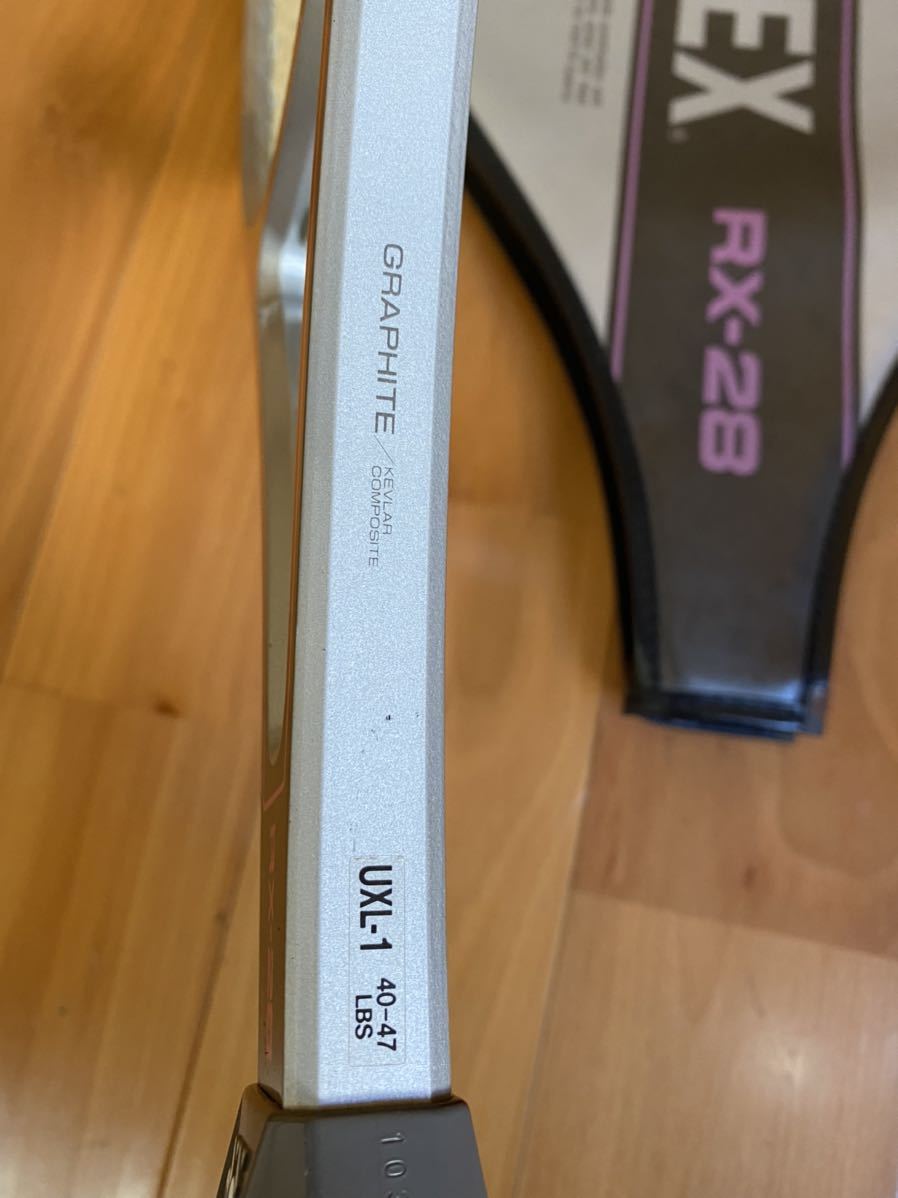 GRAPHITE/KEVLAR
COMPOSITE
UXL-1 40-47
LBS
EX
RX-28